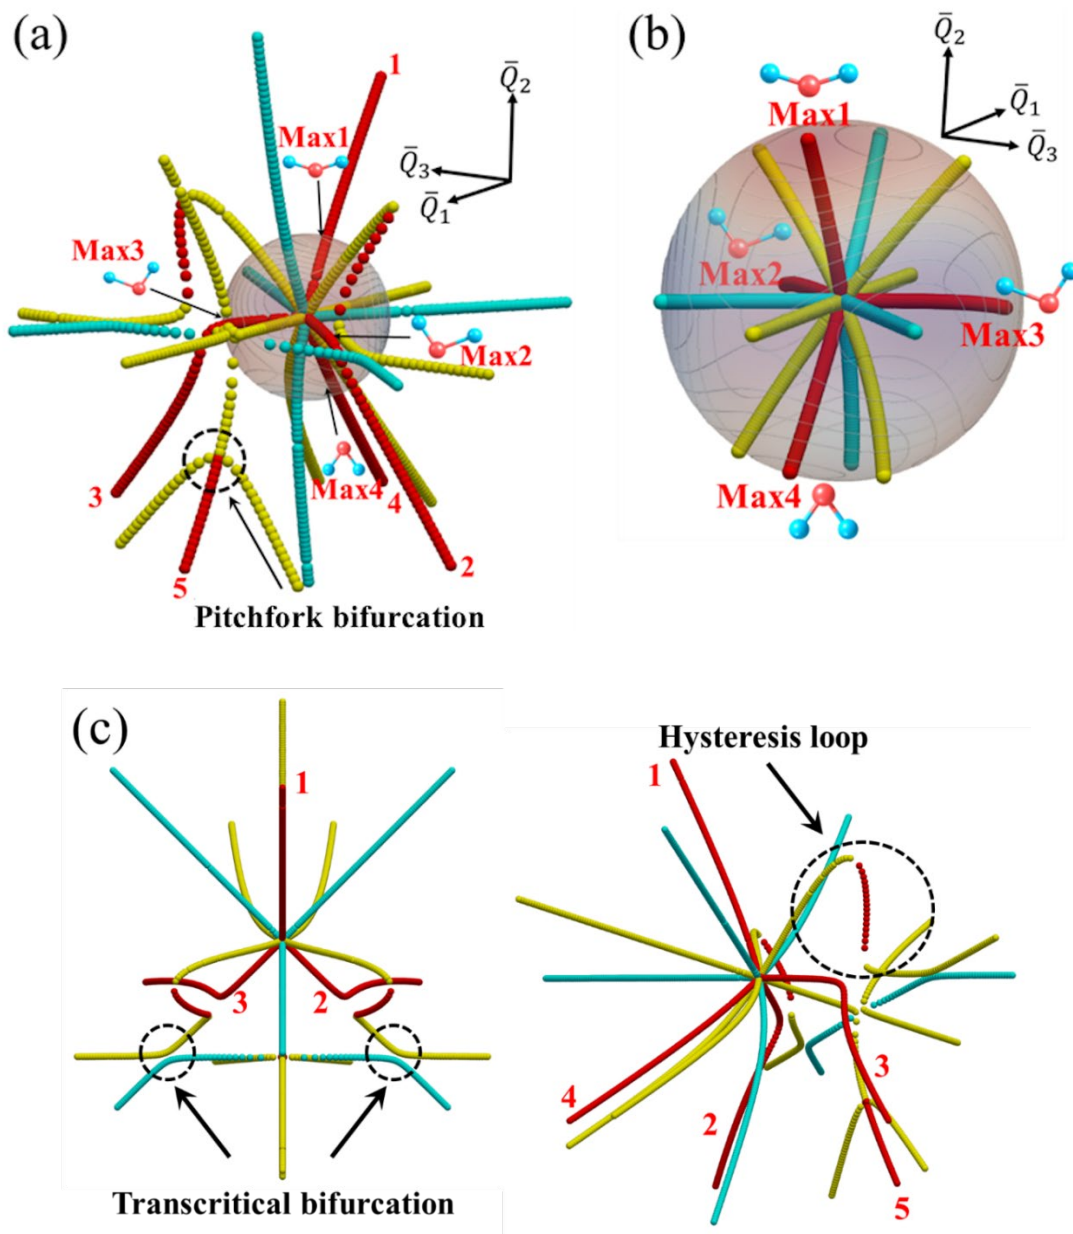 (a)
1
Max1
Q̄₂
Q̄₃
Q̄₁
Max3
Max2
Max4
3
4
5
2
Pitchfork bifurcation
(b)
Q̄₂
Q̄₁
Q̄₃
Max1
Max2
Max3
Max4
(c)
1
3
2
Transcritical bifurcation
Hysteresis loop
1
4
2
3
5